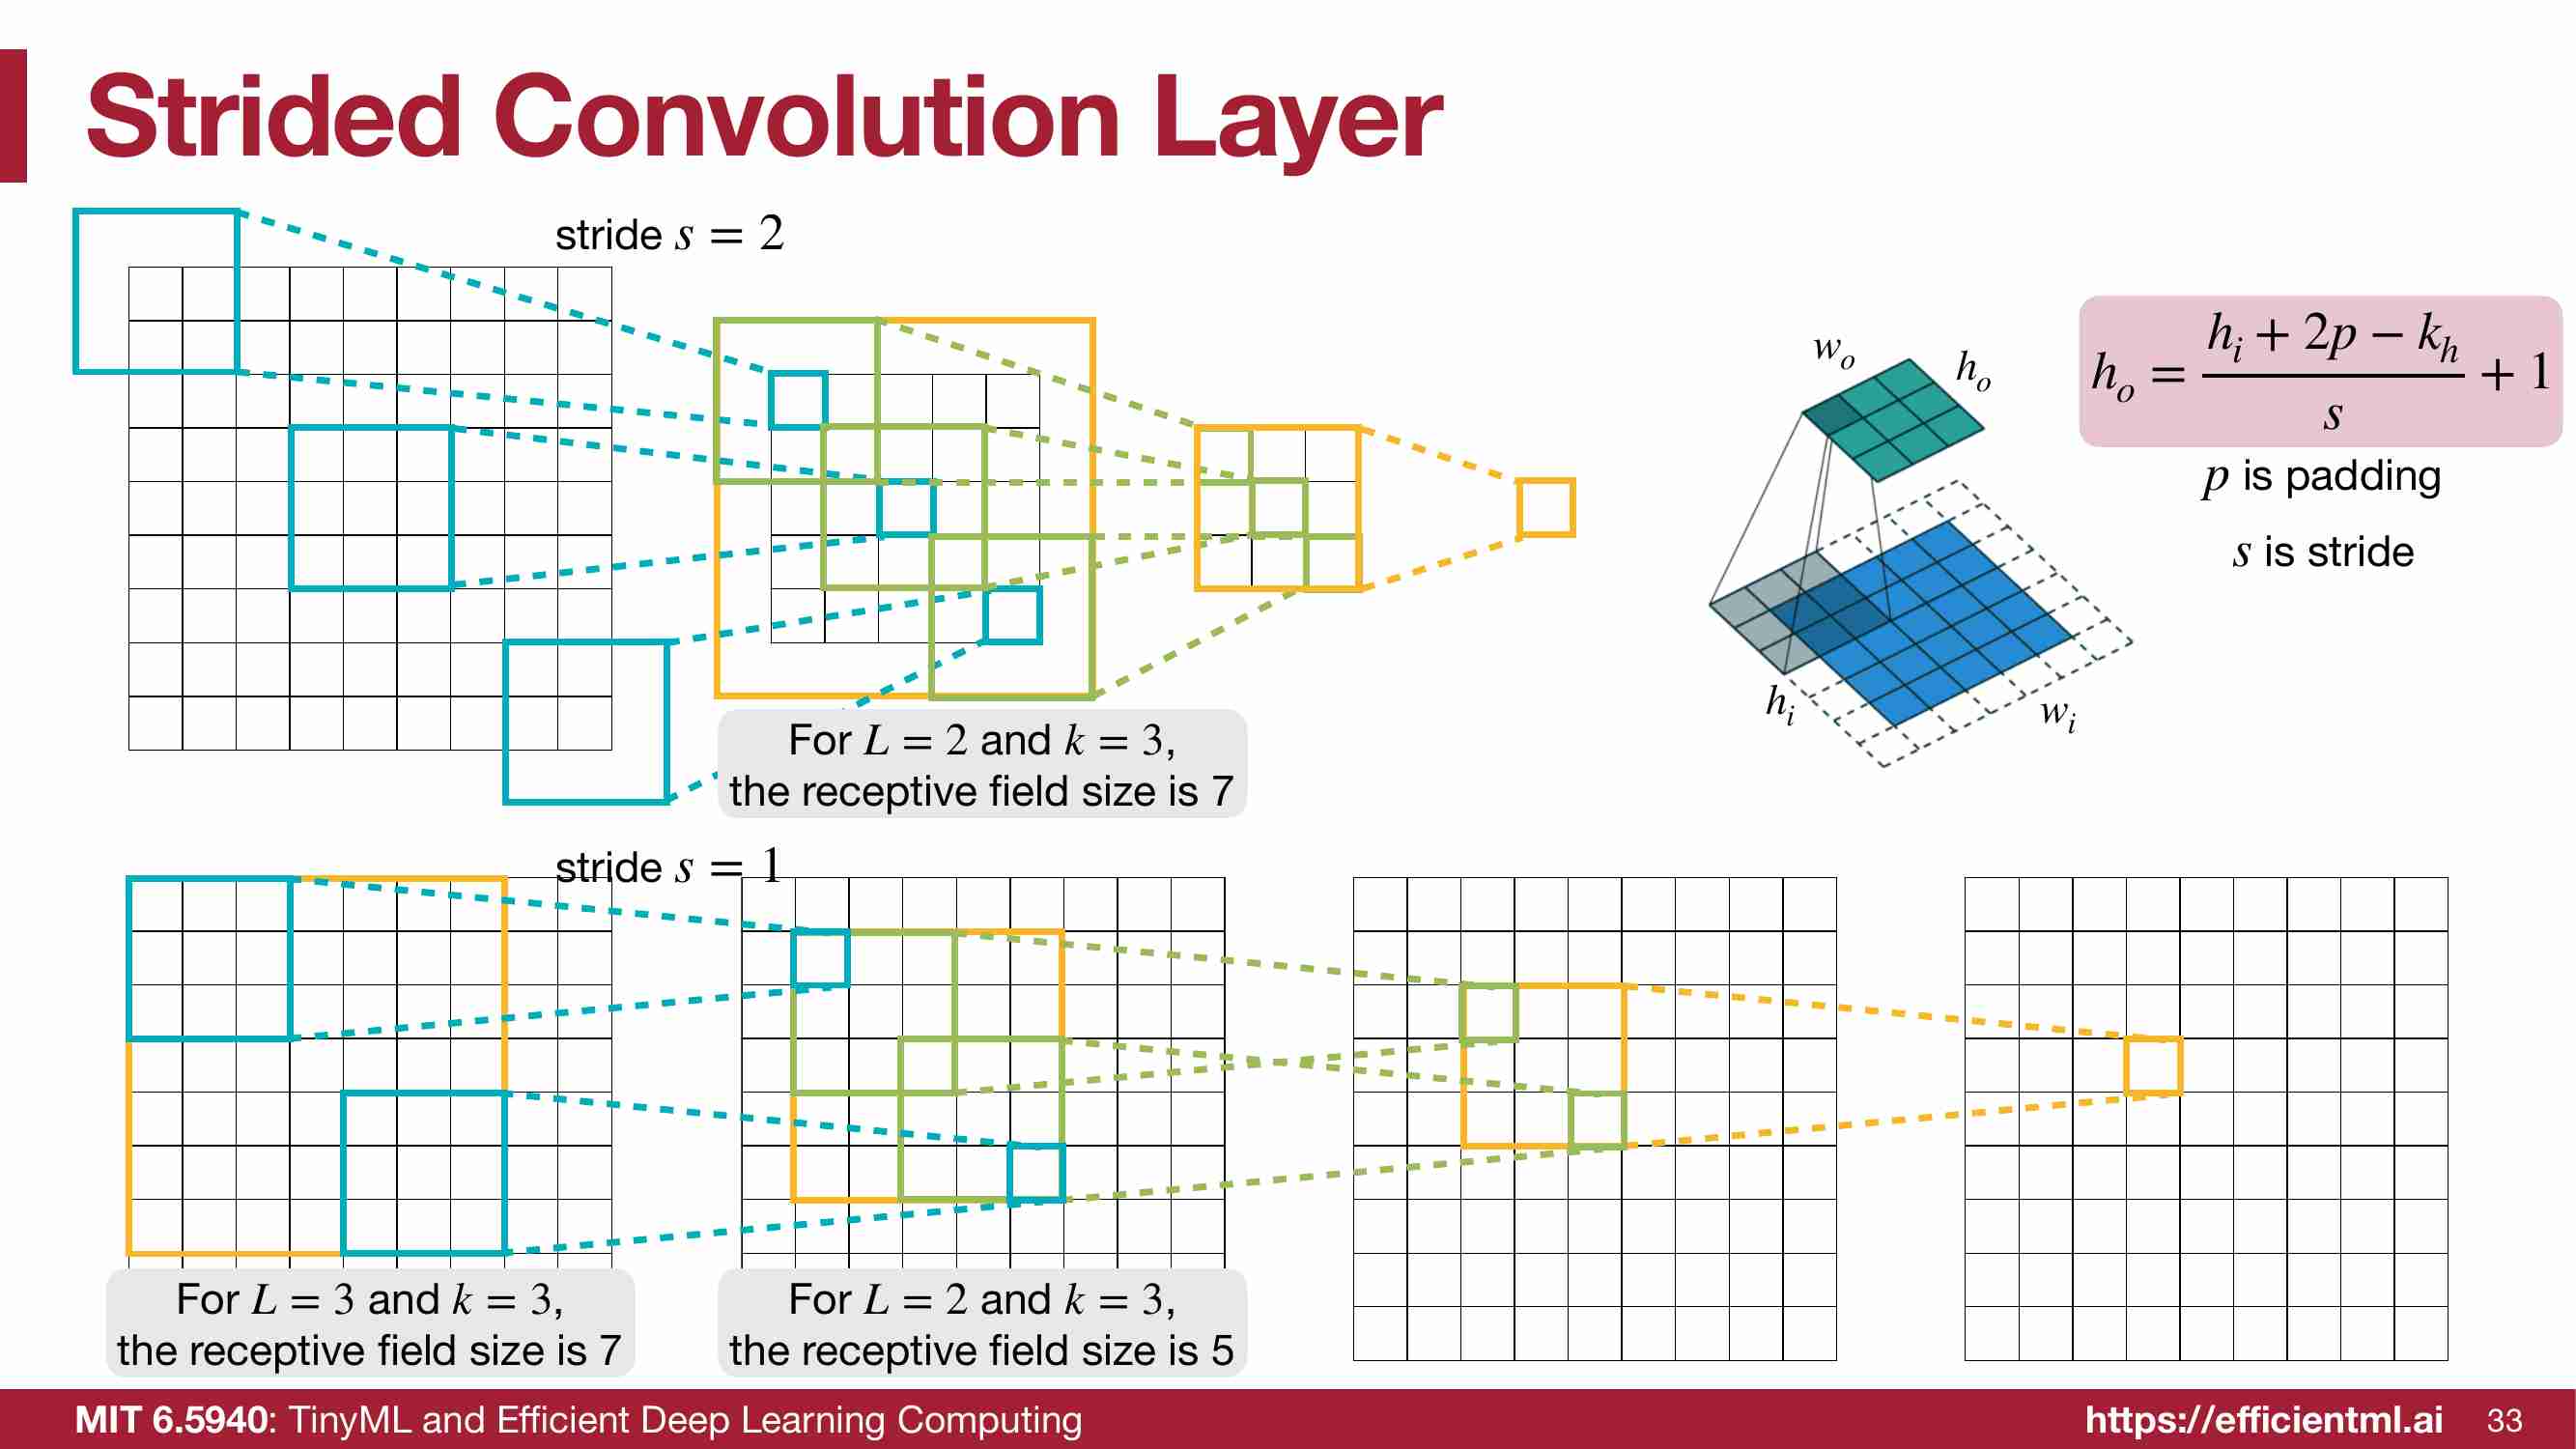 Strided Convolution Layer
stride s = 2
For L = 2 and k = 3,
the receptive field size is 7
w_o
h_o
h_i
w_i
h_o = \frac{h_i + 2p − k_h}{s} + 1
p is padding
s is stride
stride s = 1
For L = 3 and k = 3,
the receptive field size is 7
For L = 2 and k = 3,
the receptive field size is 5
MIT 6.5940: TinyML and Efficient Deep Learning Computing
https://efficientml.ai
33